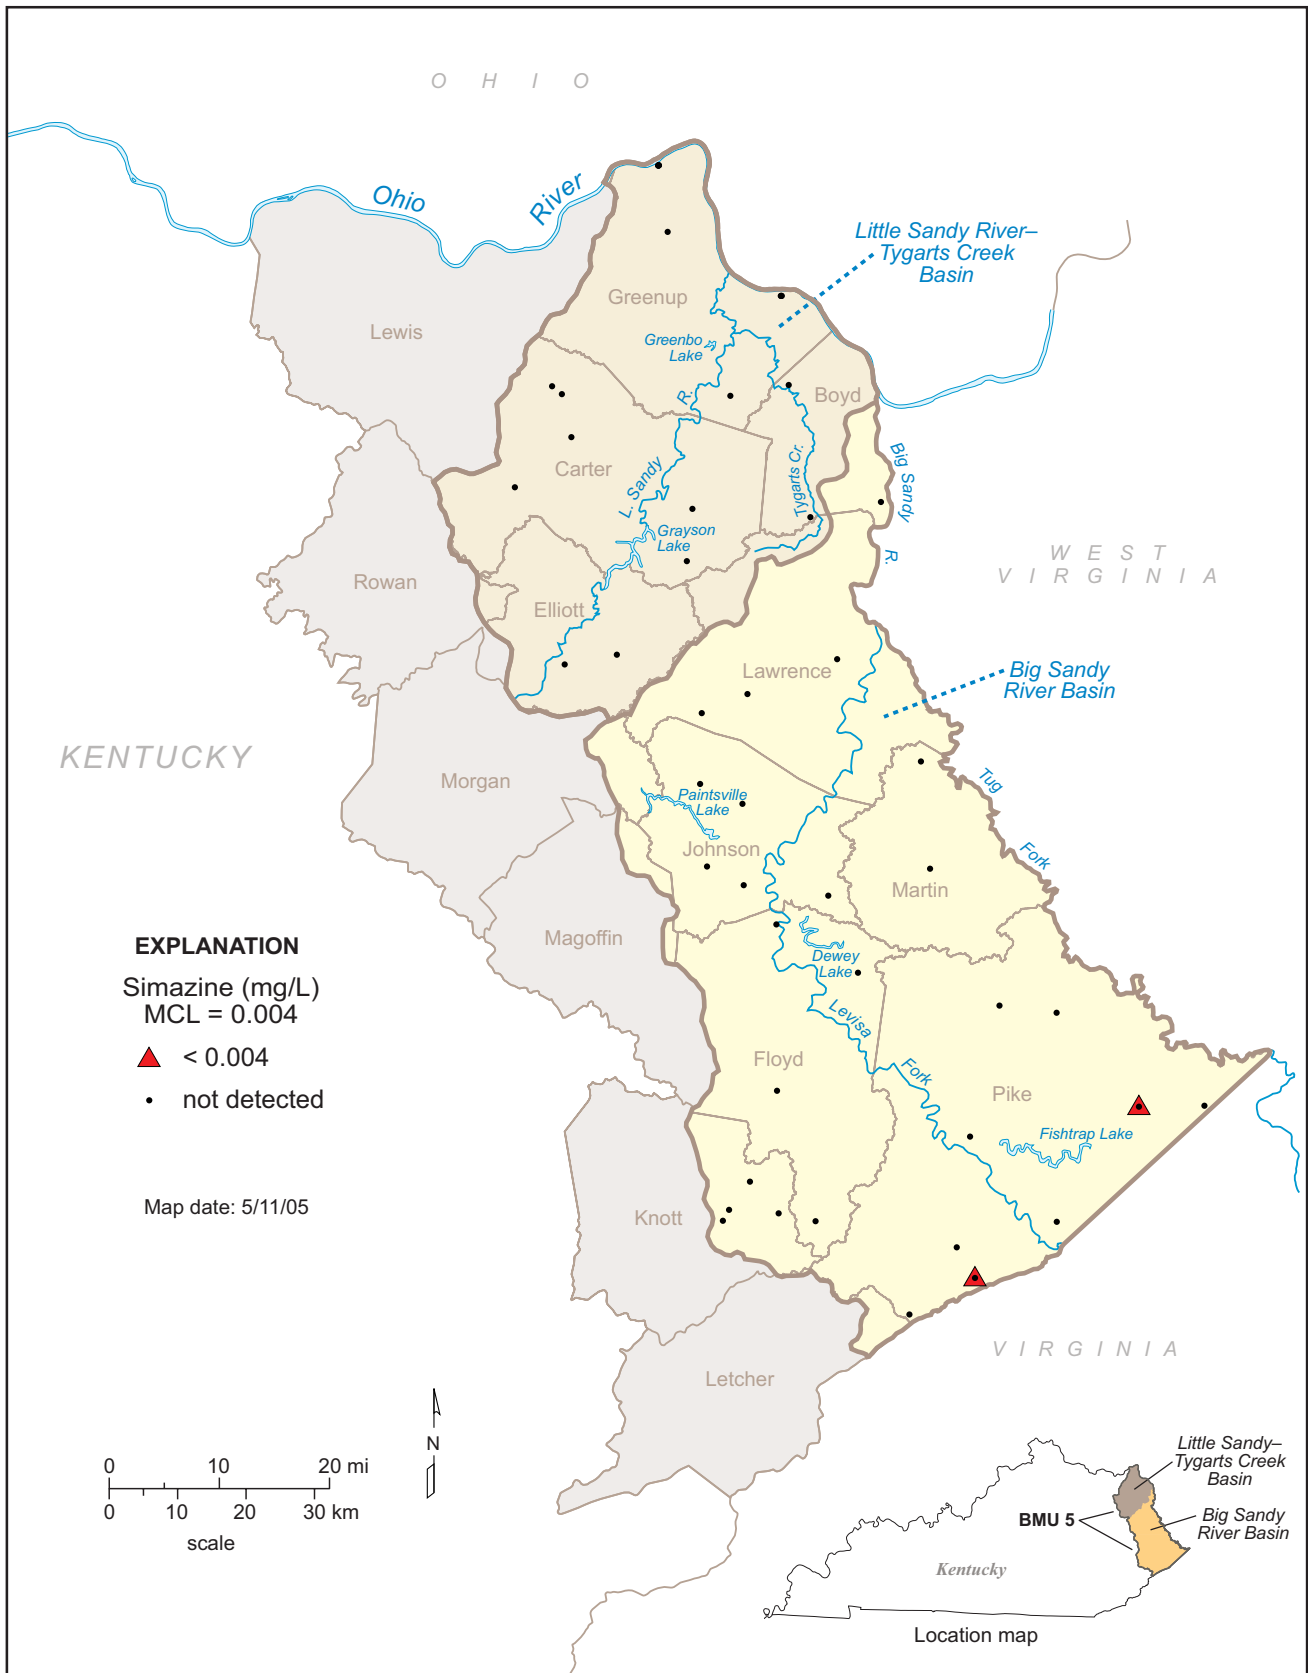 O H I O
Ohio
River
Little Sandy River–
Tygarts Creek
Basin
Greenup
Lewis
Greenbo
Lake
Boyd
R.
Big Sandy
Carter
L. Sandy
Tygarts Cr.
Grayson
Lake
R.
WEST
VIRGINIA
Rowan
Elliott
Lawrence
Big Sandy
River Basin
KENTUCKY
Morgan
Tug
Paintsville
Lake
Johnson
Fork
Martin
Magoffin
EXPLANATION
Dewey
Lake
Simazine (mg/L)
MCL = 0.004
Levisa
< 0.004
Floyd
Fork
not detected
Pike
Fishtrap Lake
Map date: 5/11/05
Knott
VIRGINIA
Letcher
N
0 10 20 mi
0 10 20 30 km
scale
Little Sandy–
Tygarts Creek
Basin
BMU 5
Big Sandy
River Basin
Kentucky
Location map